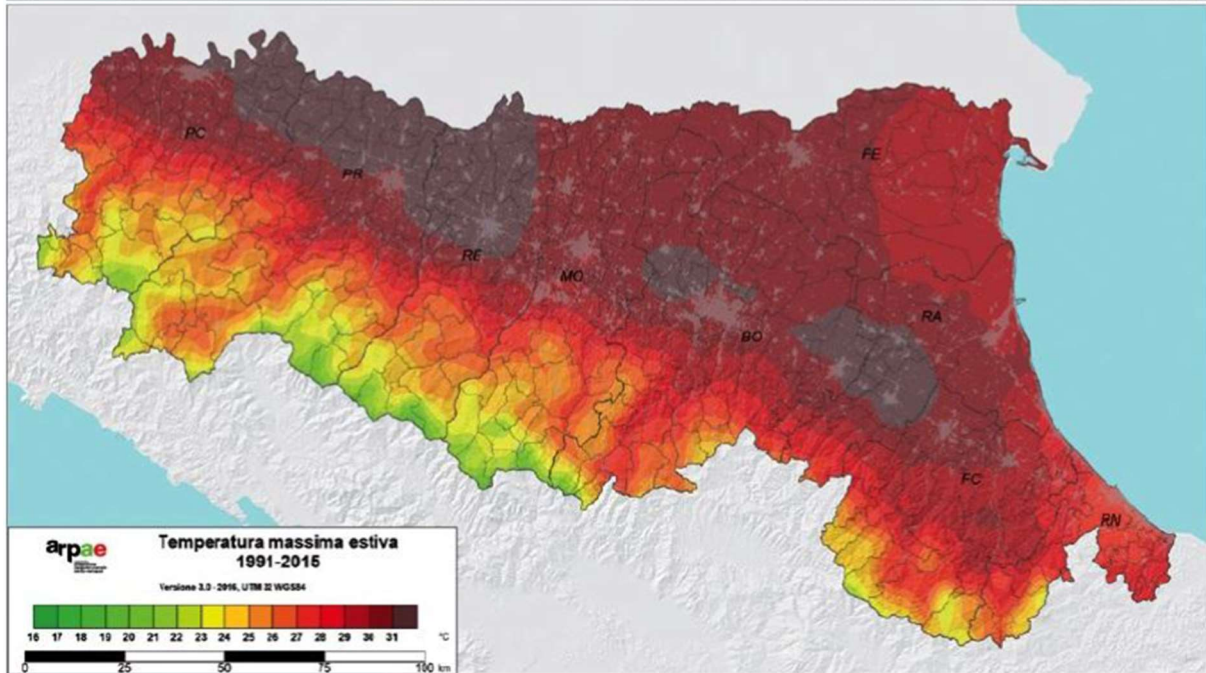 PC
PR
RE
MO
BO
FE
RA
FC
RN
arpae
Temperatura massima estiva
1991-2015
Versione 3.0 - 2016, UTM 32 WGS84
16 17 18 19 20 21 22 23 24 25 26 27 28 29 30 31 °C
0 25 50 75 100 km